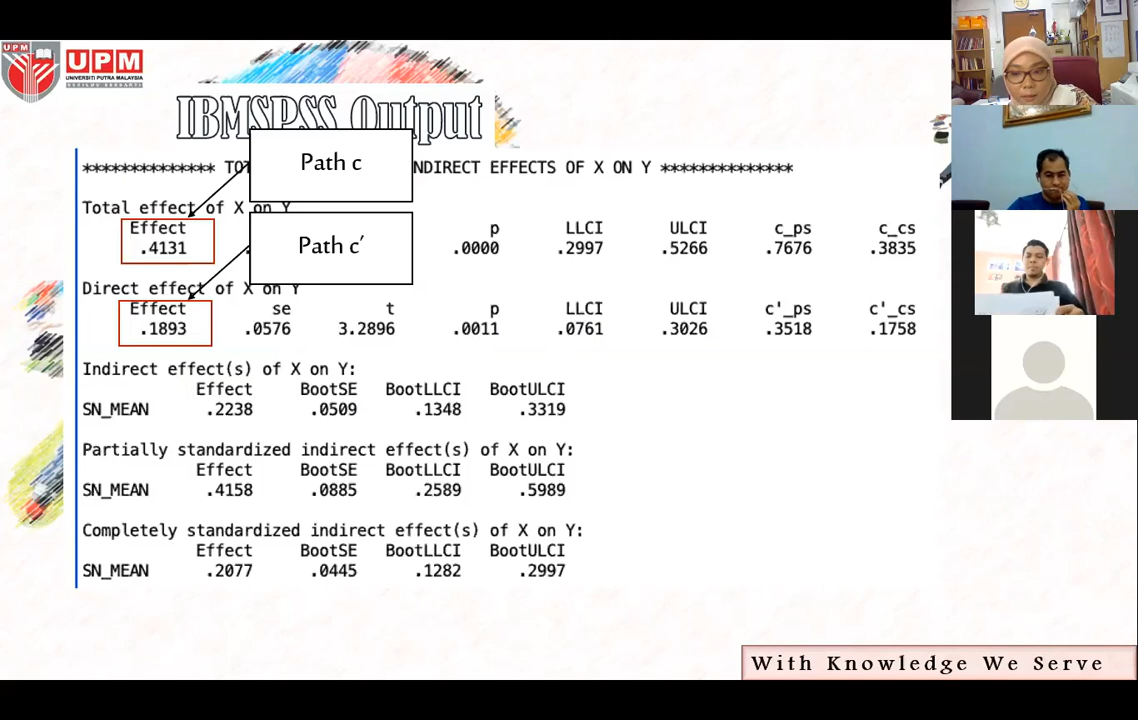 UPM
UPM
UNIVERSITI PUTRA MALAYSIA
BERILMU BERBAKTI
IBMSPSS Output
************** TOT
Path c
NDIRECT EFFECTS OF X ON Y **************
Total effect of X on Y
Effect p LLCI ULCI c_ps c_cs
.4131 .0000 .2997 .5266 .7676 .3835
Path c′
Direct effect of X on Y
Effect se t p LLCI ULCI c'_ps c'_cs
.1893 .0576 3.2896 .0011 .0761 .3026 .3518 .1758
Indirect effect(s) of X on Y:
Effect BootSE BootLLCI BootULCI
SN_MEAN .2238 .0509 .1348 .3319
Partially standardized indirect effect(s) of X on Y:
Effect BootSE BootLLCI BootULCI
SN_MEAN .4158 .0885 .2589 .5989
Completely standardized indirect effect(s) of X on Y:
Effect BootSE BootLLCI BootULCI
SN_MEAN .2077 .0445 .1282 .2997
With Knowledge We Serve